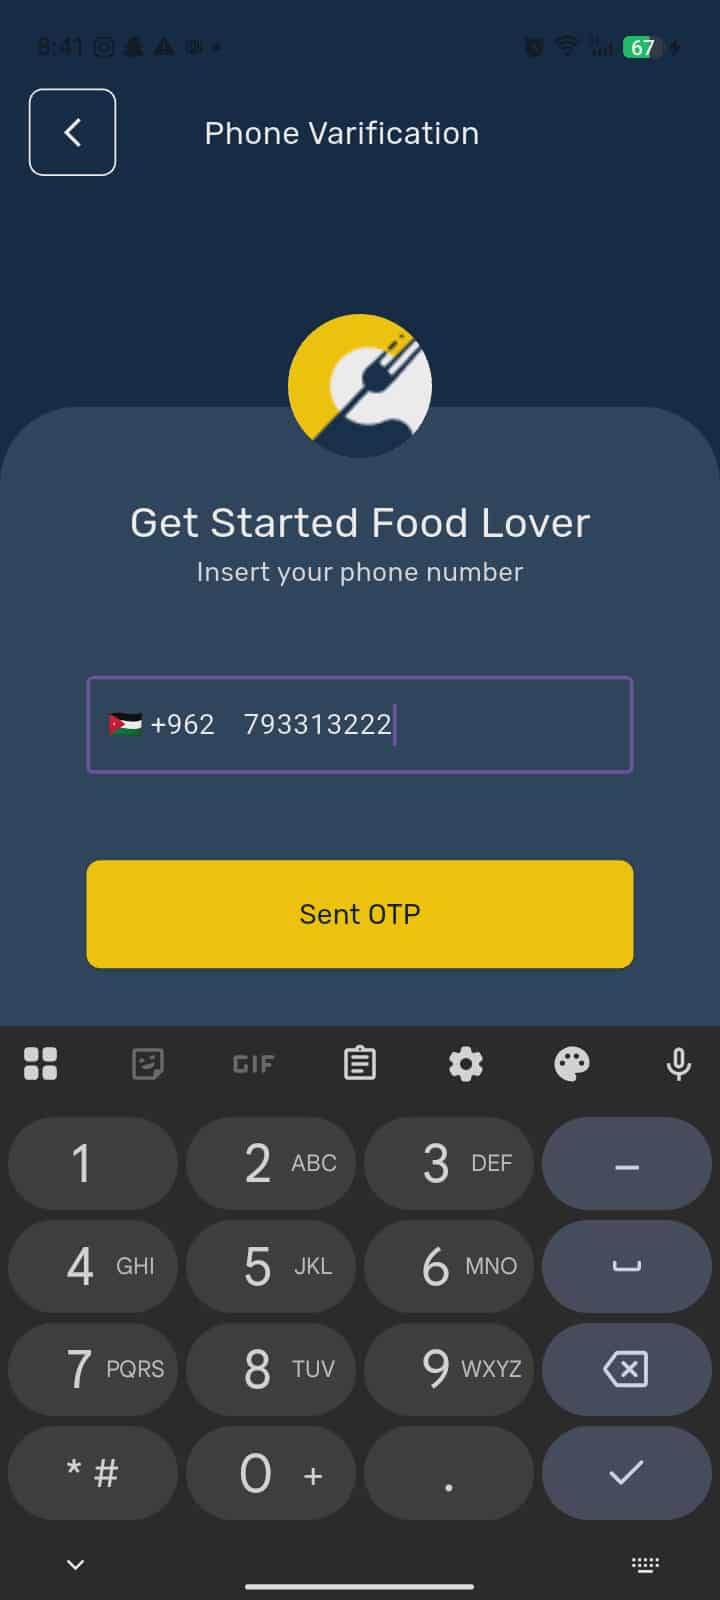 8:41
67
Phone Varification
Get Started Food Lover
Insert your phone number
+962 793313222
Sent OTP
GIF
1 2 ABC 3 DEF –
4 GHI 5 JKL 6 MNO
7 PQRS 8 TUV 9 WXYZ
* # 0 + .